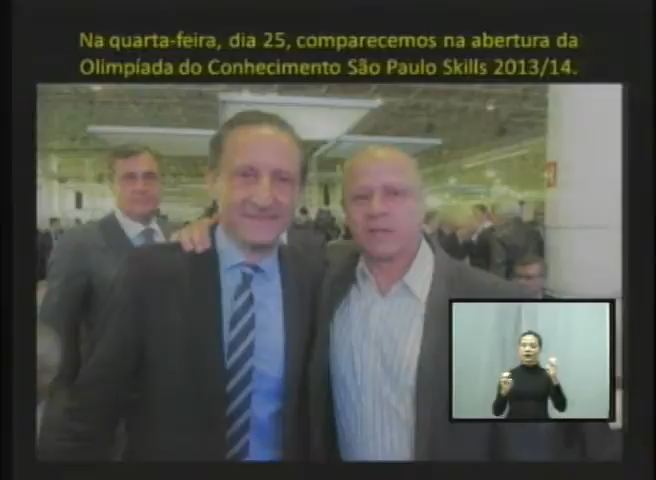 Na quarta-feira, dia 25, comparecemos na abertura da
Olimpíada do Conhecimento São Paulo Skills 2013/14.